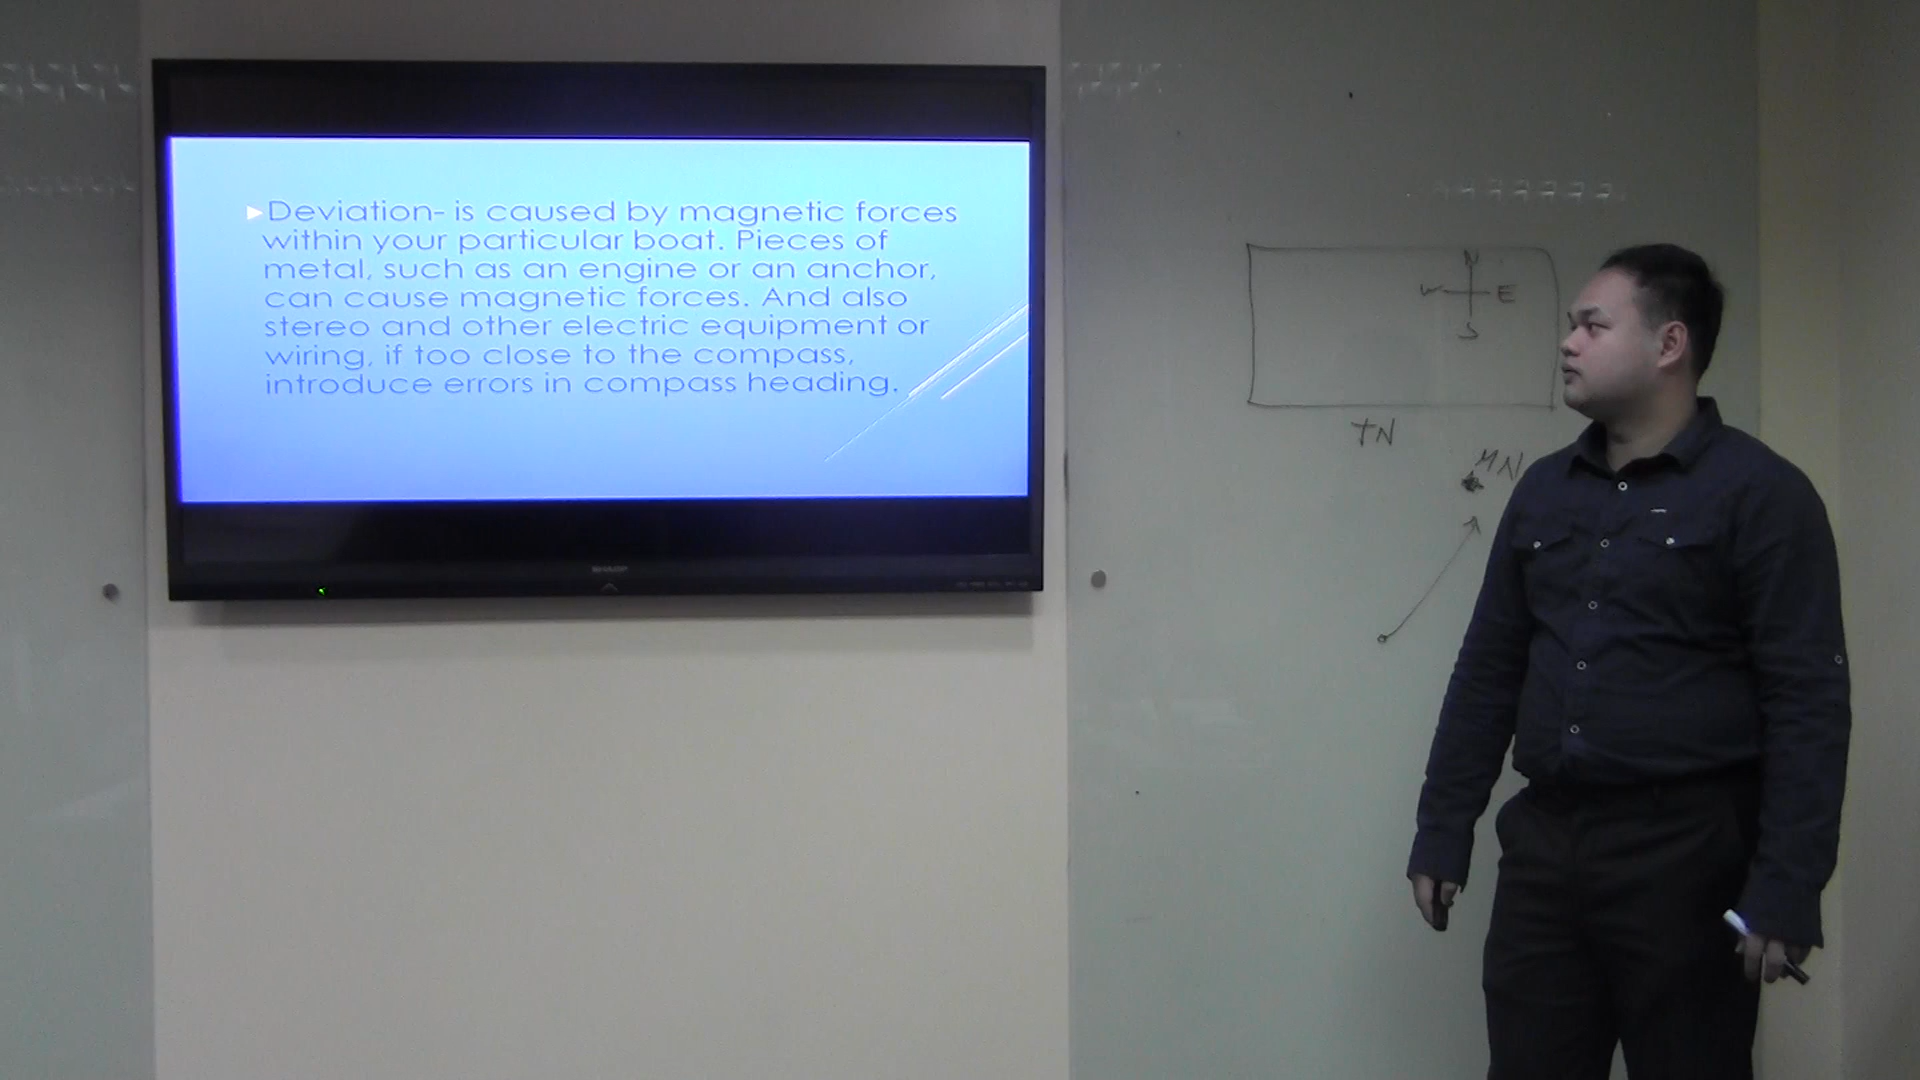 Deviation- is caused by magnetic forces
within your particular boat. Pieces of
metal, such as an engine or an anchor,
can cause magnetic forces. And also
stereo and other electric equipment or
wiring, if too close to the compass,
introduce errors in compass heading.
SHARP
N
W E
S
TN
MN